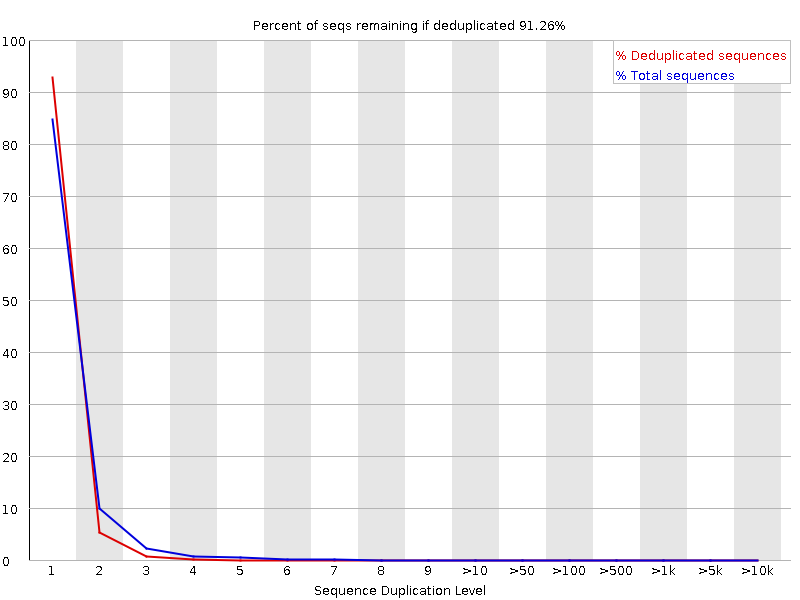 Percent of seqs remaining if deduplicated 91.26%
% Deduplicated sequences
% Total sequences
100
90
80
70
60
50
40
30
20
10
0
1 2 3 4 5 6 7 8 9 >10 >50 >100 >500 >1k >5k >10k
Sequence Duplication Level